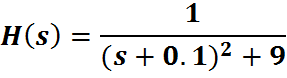 H(s) = 1 / ((s + 0.1)² + 9)